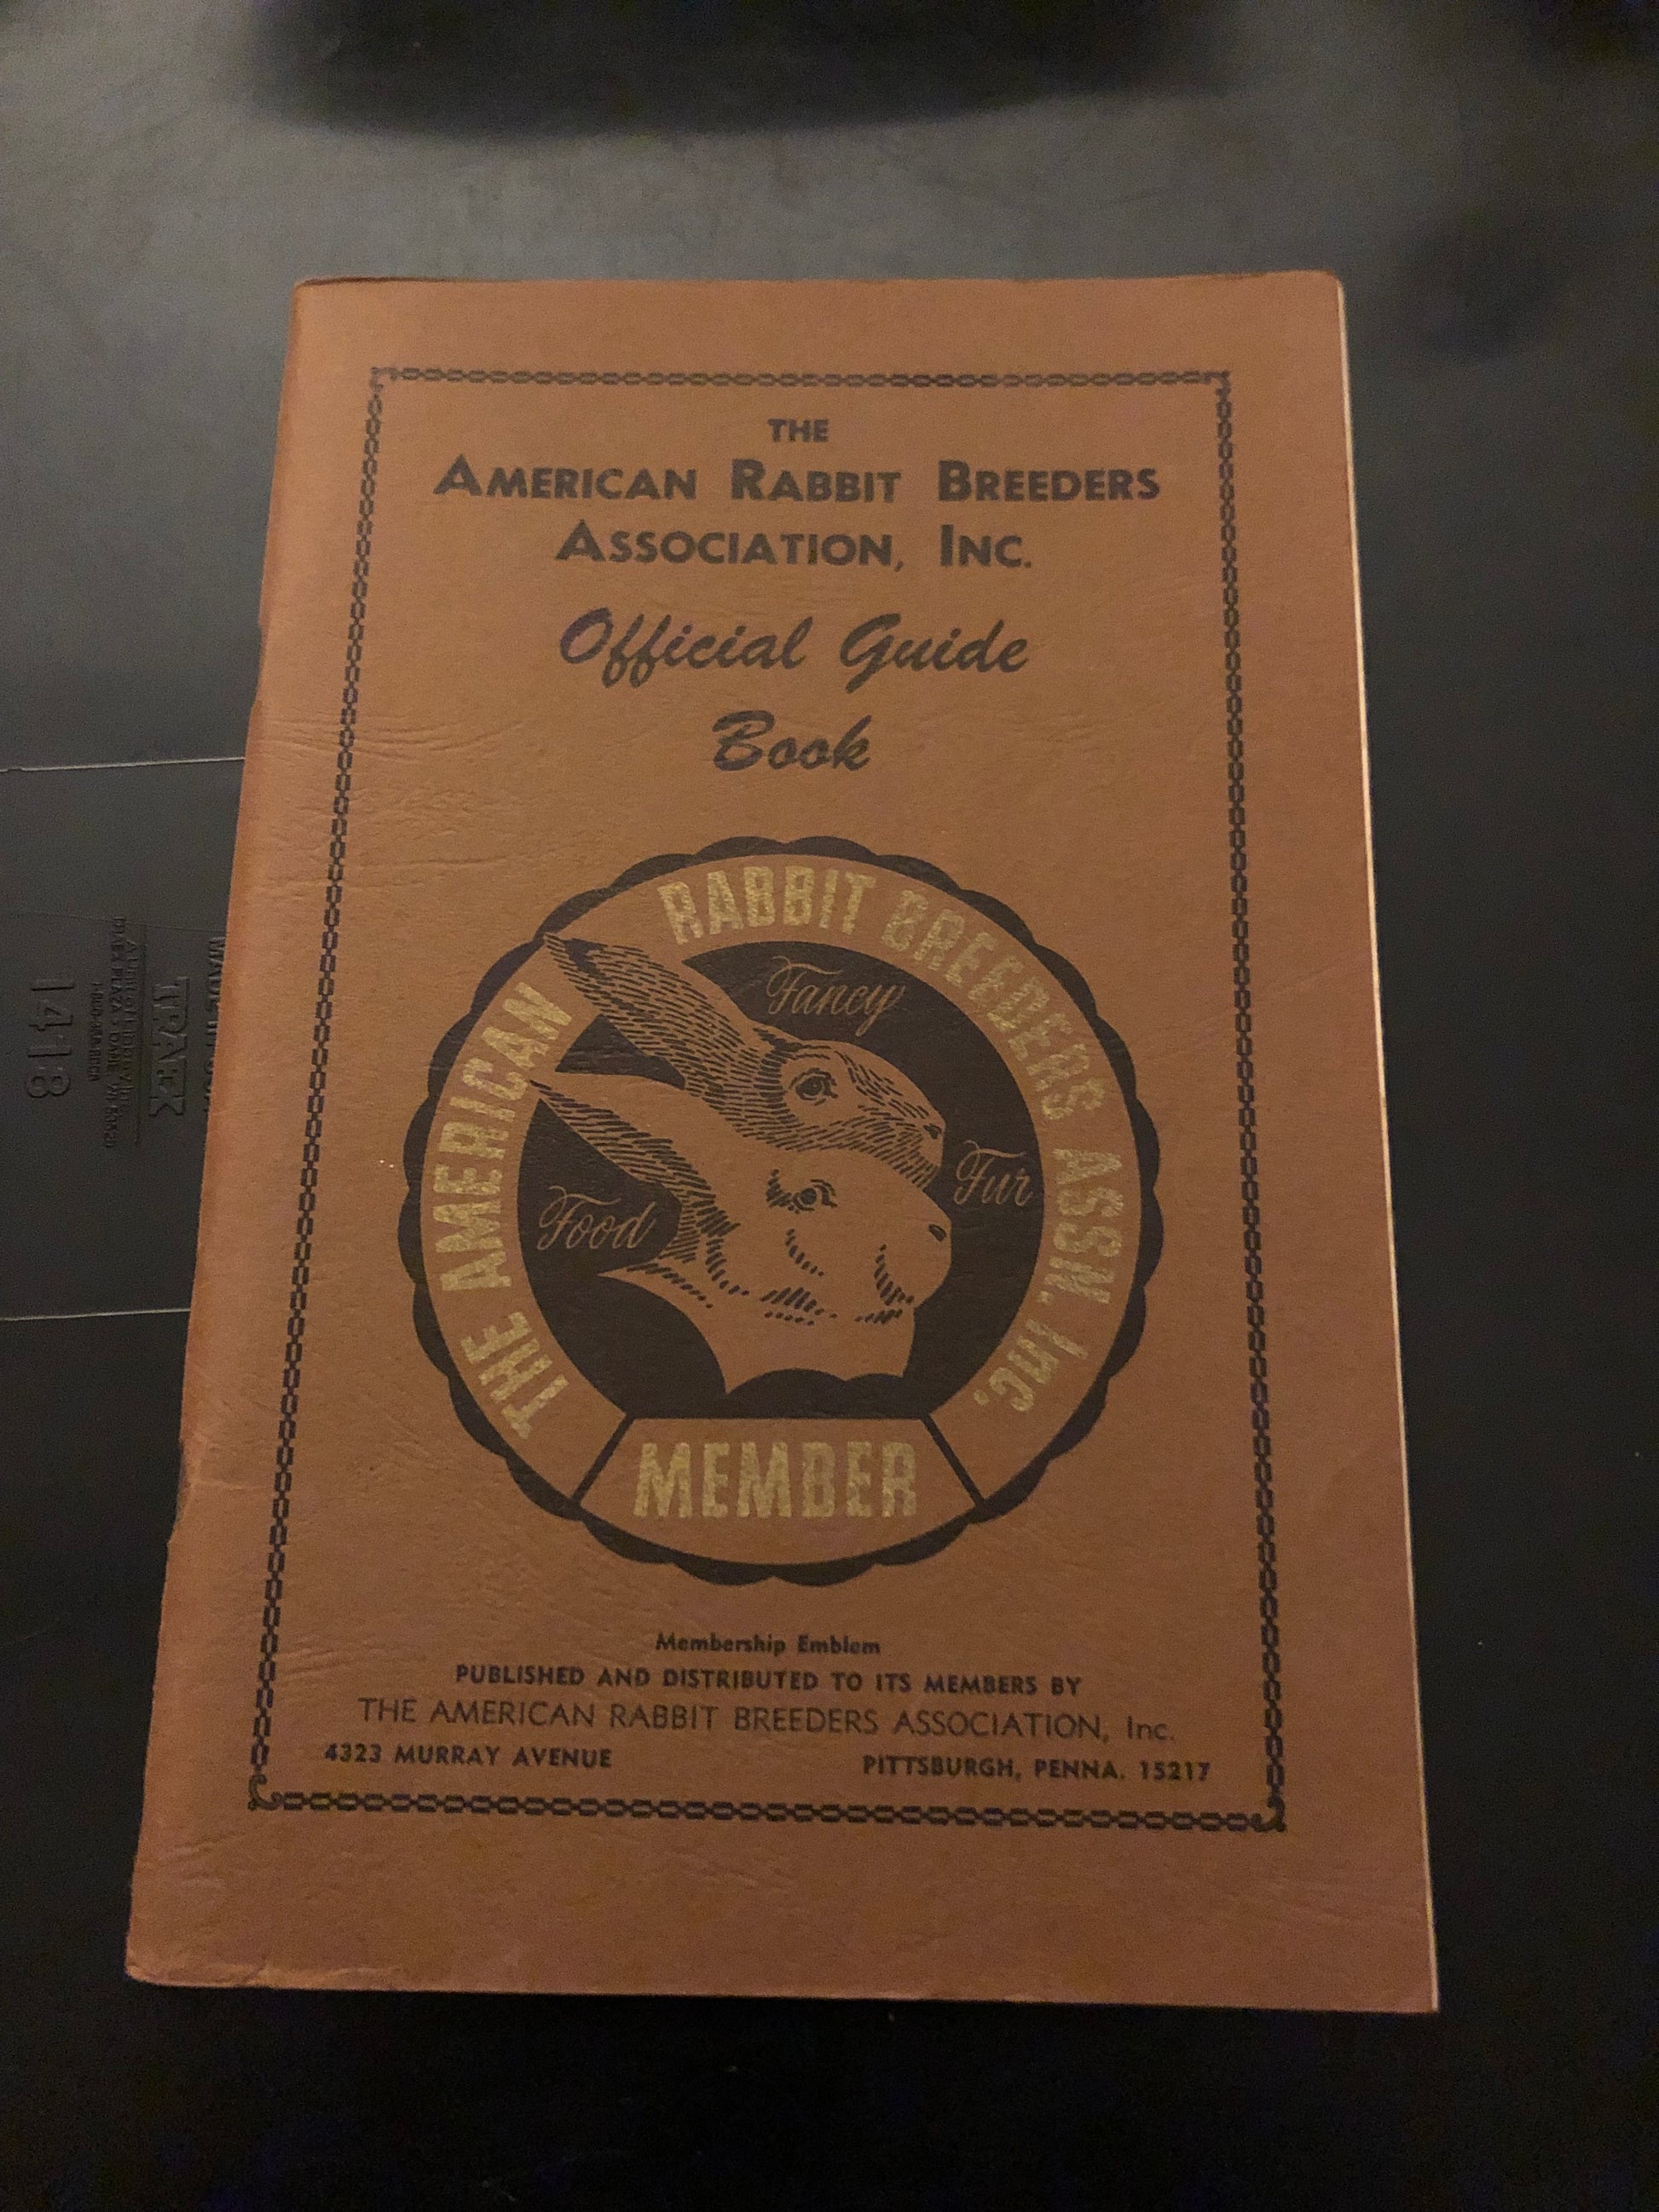 THE
AMERICAN RABBIT BREEDERS
ASSOCIATION, INC.
Official Guide
Book
THE AMERICAN RABBIT BREEDERS ASSN. Inc.
Fancy
Fur
Food
MEMBER
Membership Emblem
PUBLISHED AND DISTRIBUTED TO ITS MEMBERS BY
THE AMERICAN RABBIT BREEDERS ASSOCIATION, Inc.
4323 MURRAY AVENUE PITTSBURGH, PENNA. 15217
TRAEX
1418